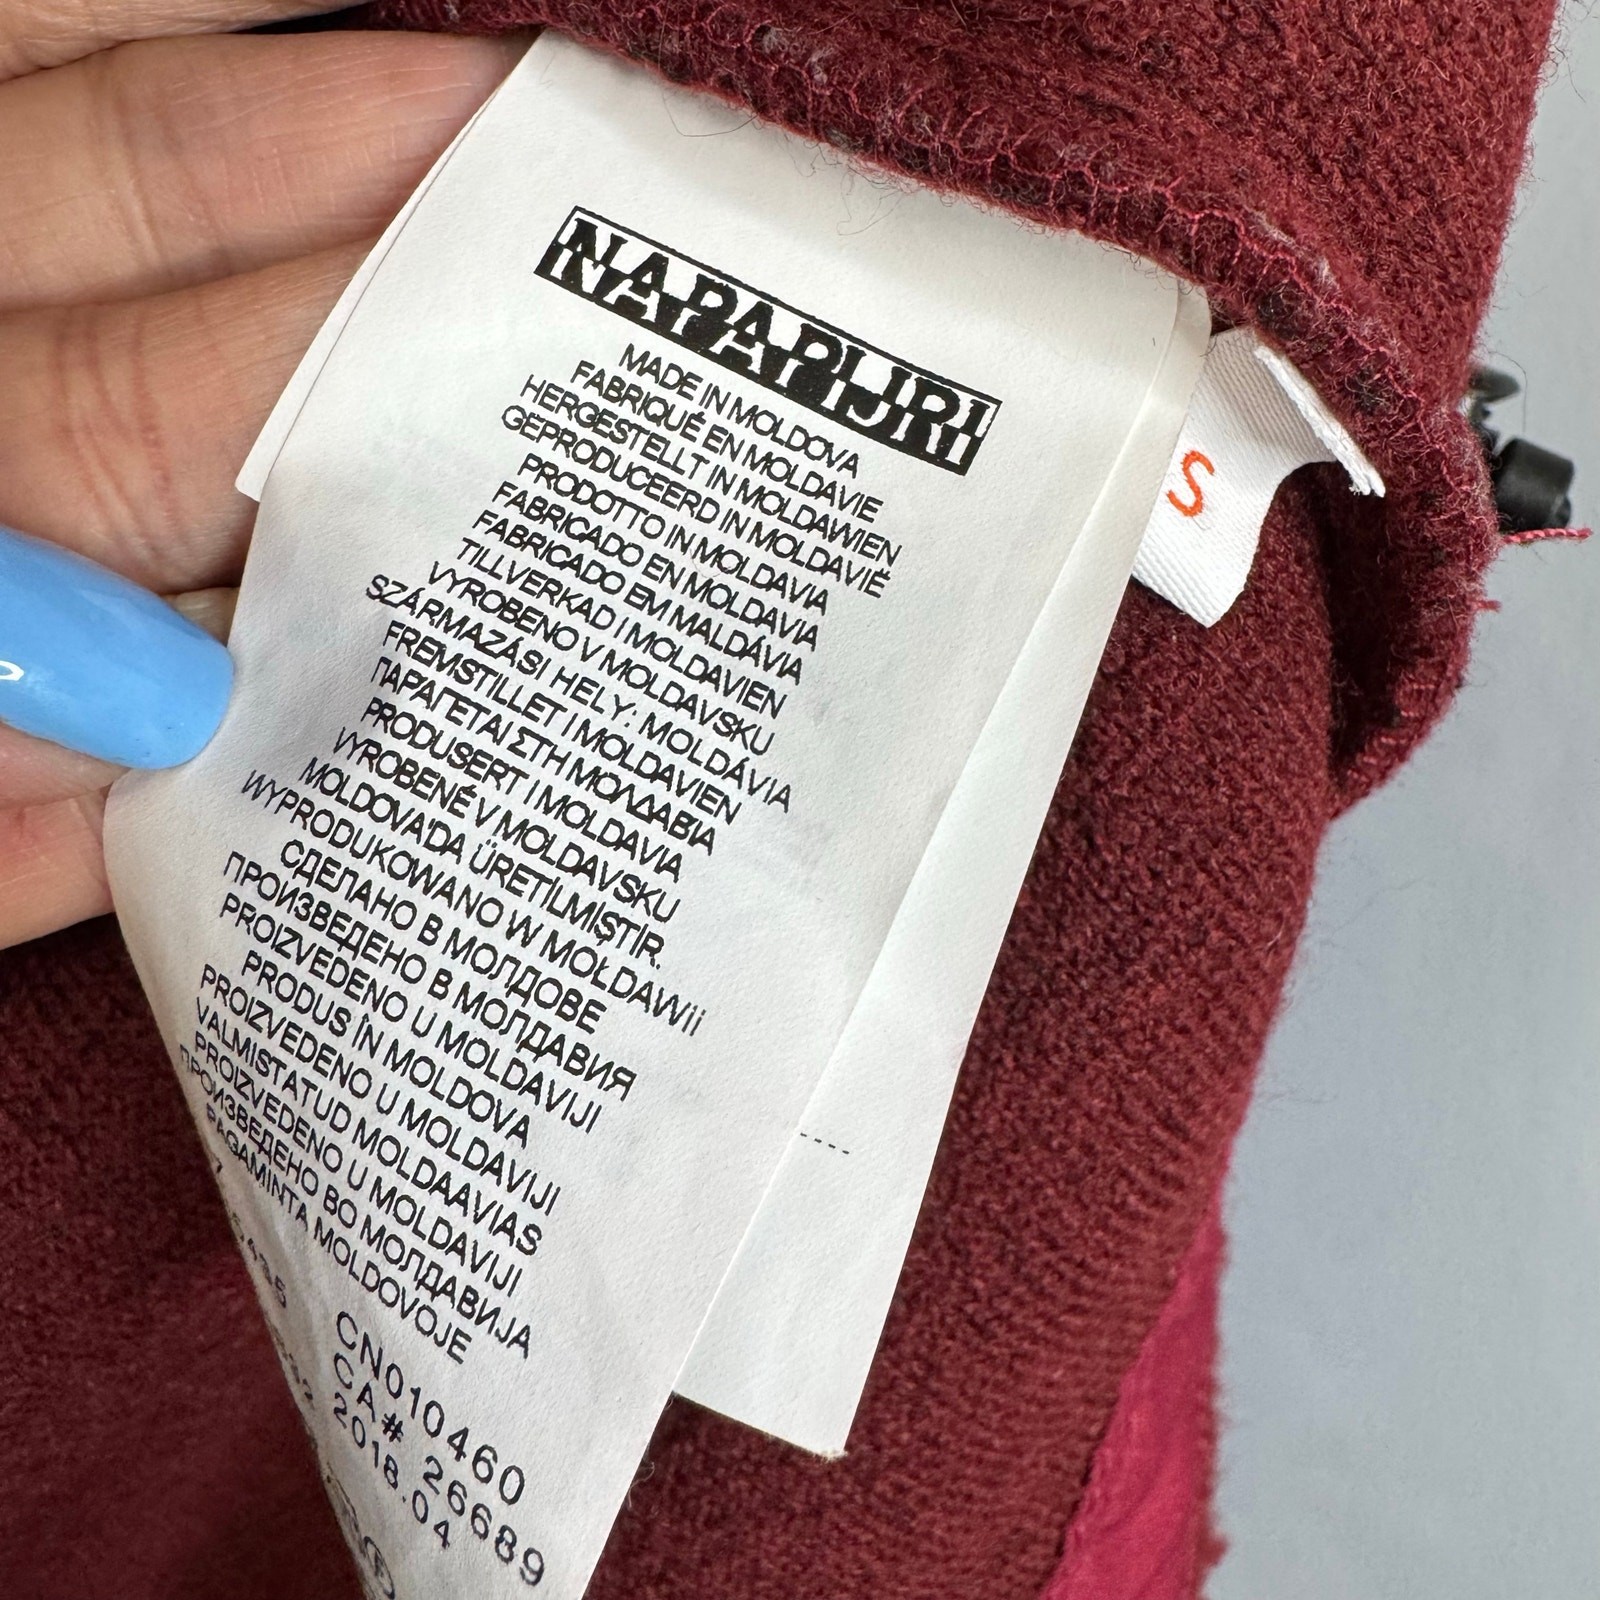 NAPAPIJRI
MADE IN MOLDOVA
FABRIQUÉ EN MOLDAVIE
HERGESTELLT IN MOLDAWIEN
GEPRODUCEERD IN MOLDAVIË
PRODOTTO IN MOLDAVIA
FABRICADO EN MOLDAVIA
FABRICADO EM MALDÁVIA
TILLVERKAD I MOLDAVIEN
VYROBENO V MOLDAVSKU
SZÁRMAZÁSI HELY: MOLDÁVIA
FREMSTILLET I MOLDAVIEN
ΠΑΡΑΓΕΤΑΙ ΣΤΗ ΜΟΛΔΑΒΙΑ
PRODUSERT I MOLDAVIA
VYROBENÉ V MOLDAVSKU
MOLDOVA'DA ÜRETİLMİŞTİR.
WYPRODUKOWANO W MOŁDAWii
СДЕЛАНО В МОЛДОВЕ
ПРОИЗВЕДЕНО В МОЛДАВИЯ
PROIZVEDENO U MOLDAVIJI
PRODUS ÎN MOLDOVA
PROIZVEDENO U MOLDAVIJI
VALMISTATUD MOLDAAVIAS
PROIZVEDENO U MOLDAVIJI
ПРОИЗВЕДЕНО ВО МОЛДАВИЈА
PAGAMINTA MOLDOVOJE
CN010460
CA# 26689
2018.04
S